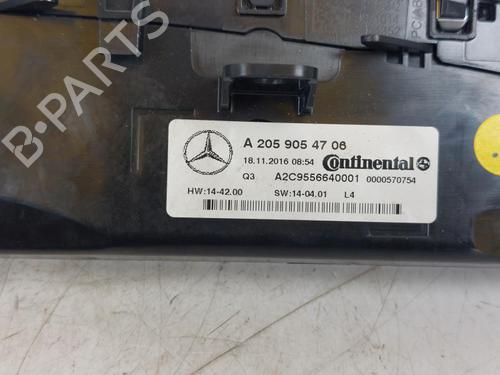 A 205 905 47 06
18.11.2016 08:54 Continental
Q3 A2C9556640001 0000570754
HW:14-42.00 SW:14-04.01 L4
B-PARTS